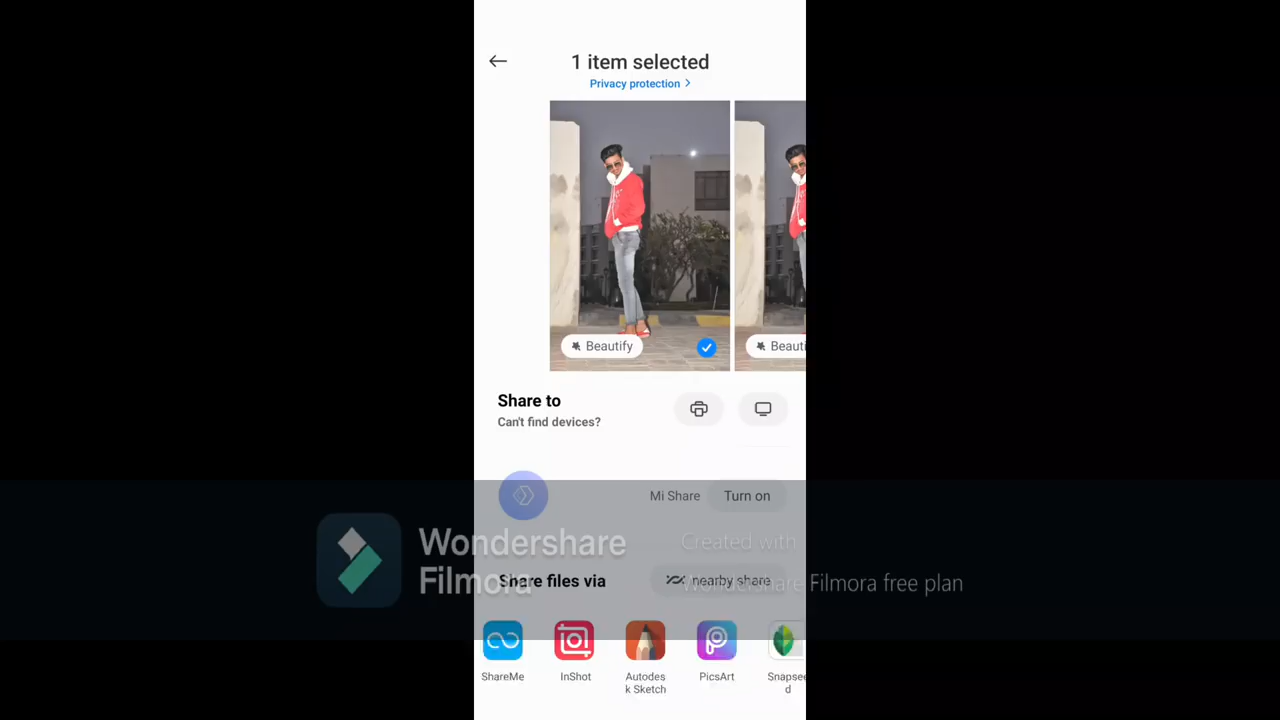 1 item selected
Privacy protection >
Beautify
Beauti
Share to
Can't find devices?
Mi Share
Turn on
Wondershare
Filmora
Created with
Wondershare Filmora free plan
Share files via
nearby share
ShareMe
InShot
Autodes
k Sketch
PicsArt
Snapsee
d